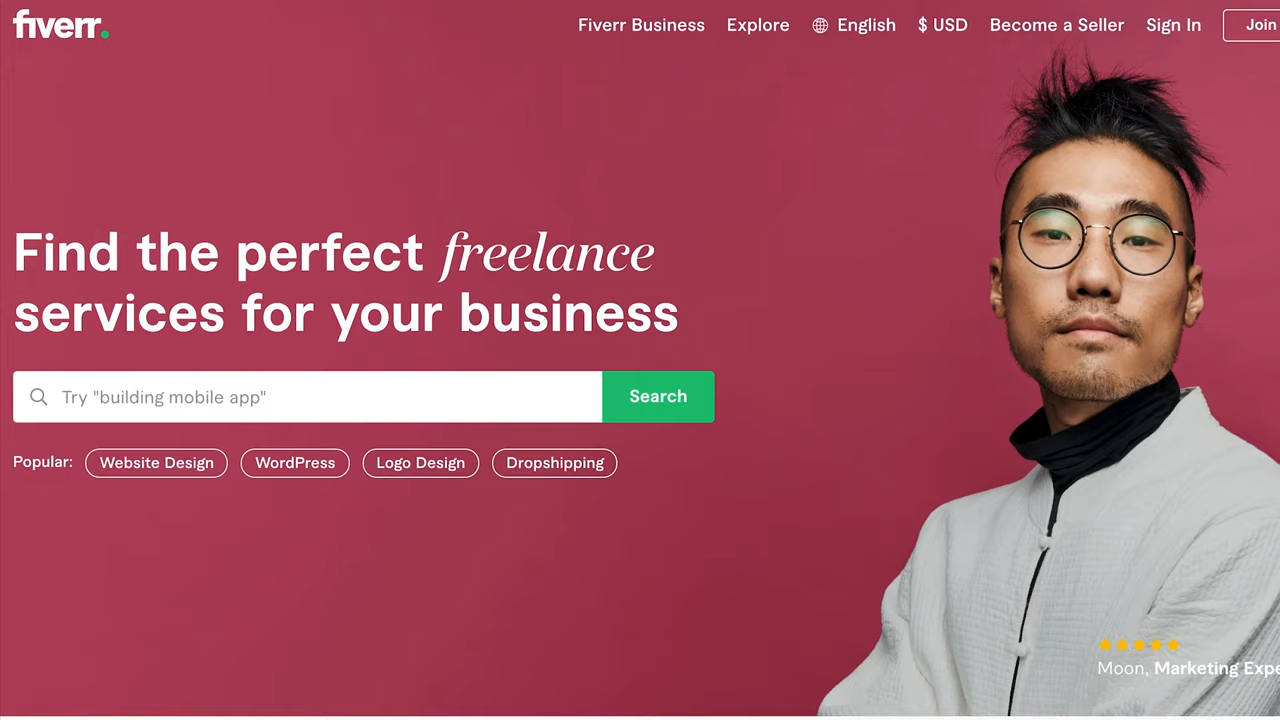 fiverr.
Fiverr Business Explore English $ USD Become a Seller Sign In Join
Find the perfect freelance
services for your business
Try "building mobile app"
Search
Popular: Website Design WordPress Logo Design Dropshipping
Moon, Marketing Expe